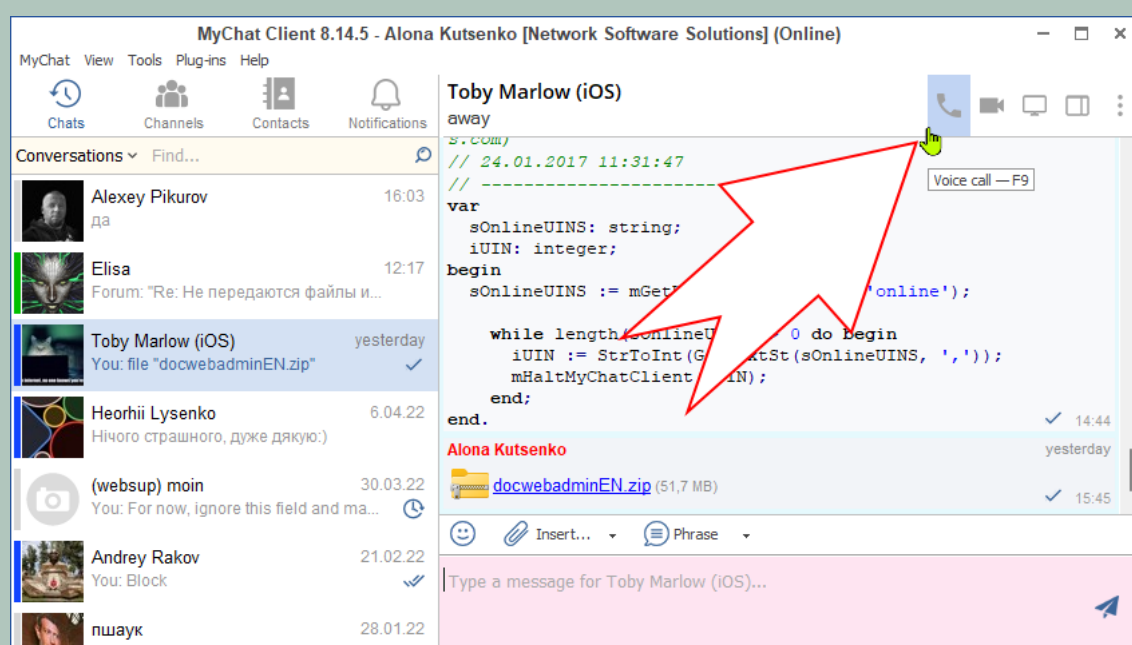 MyChat Client 8.14.5 - Alona Kutsenko [Network Software Solutions] (Online)
MyChat View Tools Plug-ins Help
Chats Channels Contacts Notifications
Conversations Find...
Alexey Pikurov 16:03
да
Elisa 12:17
Forum: "Re: Не передаются файлы и...
Toby Marlow (iOS) yesterday
You: file "docwebadminEN.zip"
Heorhii Lysenko 6.04.22
Нічого страшного, дуже дякую:)
(websup) moin 30.03.22
You: For now, ignore this field and ma...
Andrey Rakov 21.02.22
You: Block
пшаук 28.01.22
Toby Marlow (iOS)
away
Voice call — F9
s.com)
// 24.01.2017 11:31:47
// ----------------------
var
sOnlineUINS: string;
iUIN: integer;
begin
sOnlineUINS := 'online');
while 0 do begin
iUIN := StrToInt( (sOnlineUINS, ','));
mHaltMyChatClient
end;
end.
14:44
Alona Kutsenko yesterday
docwebadminEN.zip (51,7 MB)
15:45
Insert... Phrase
Type a message for Toby Marlow (iOS)...